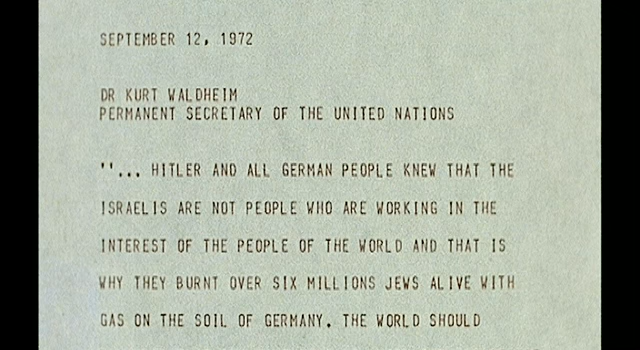 SEPTEMBER 12, 1972
DR KURT WALDHEIM
PERMANENT SECRETARY OF THE UNITED NATIONS
''... HITLER AND ALL GERMAN PEOPLE KNEW THAT THE
ISRAELIS ARE NOT PEOPLE WHO ARE WORKING IN THE
INTEREST OF THE PEOPLE OF THE WORLD AND THAT IS
WHY THEY BURNT OVER SIX MILLIONS JEWS ALIVE WITH
GAS ON THE SOIL OF GERMANY. THE WORLD SHOULD